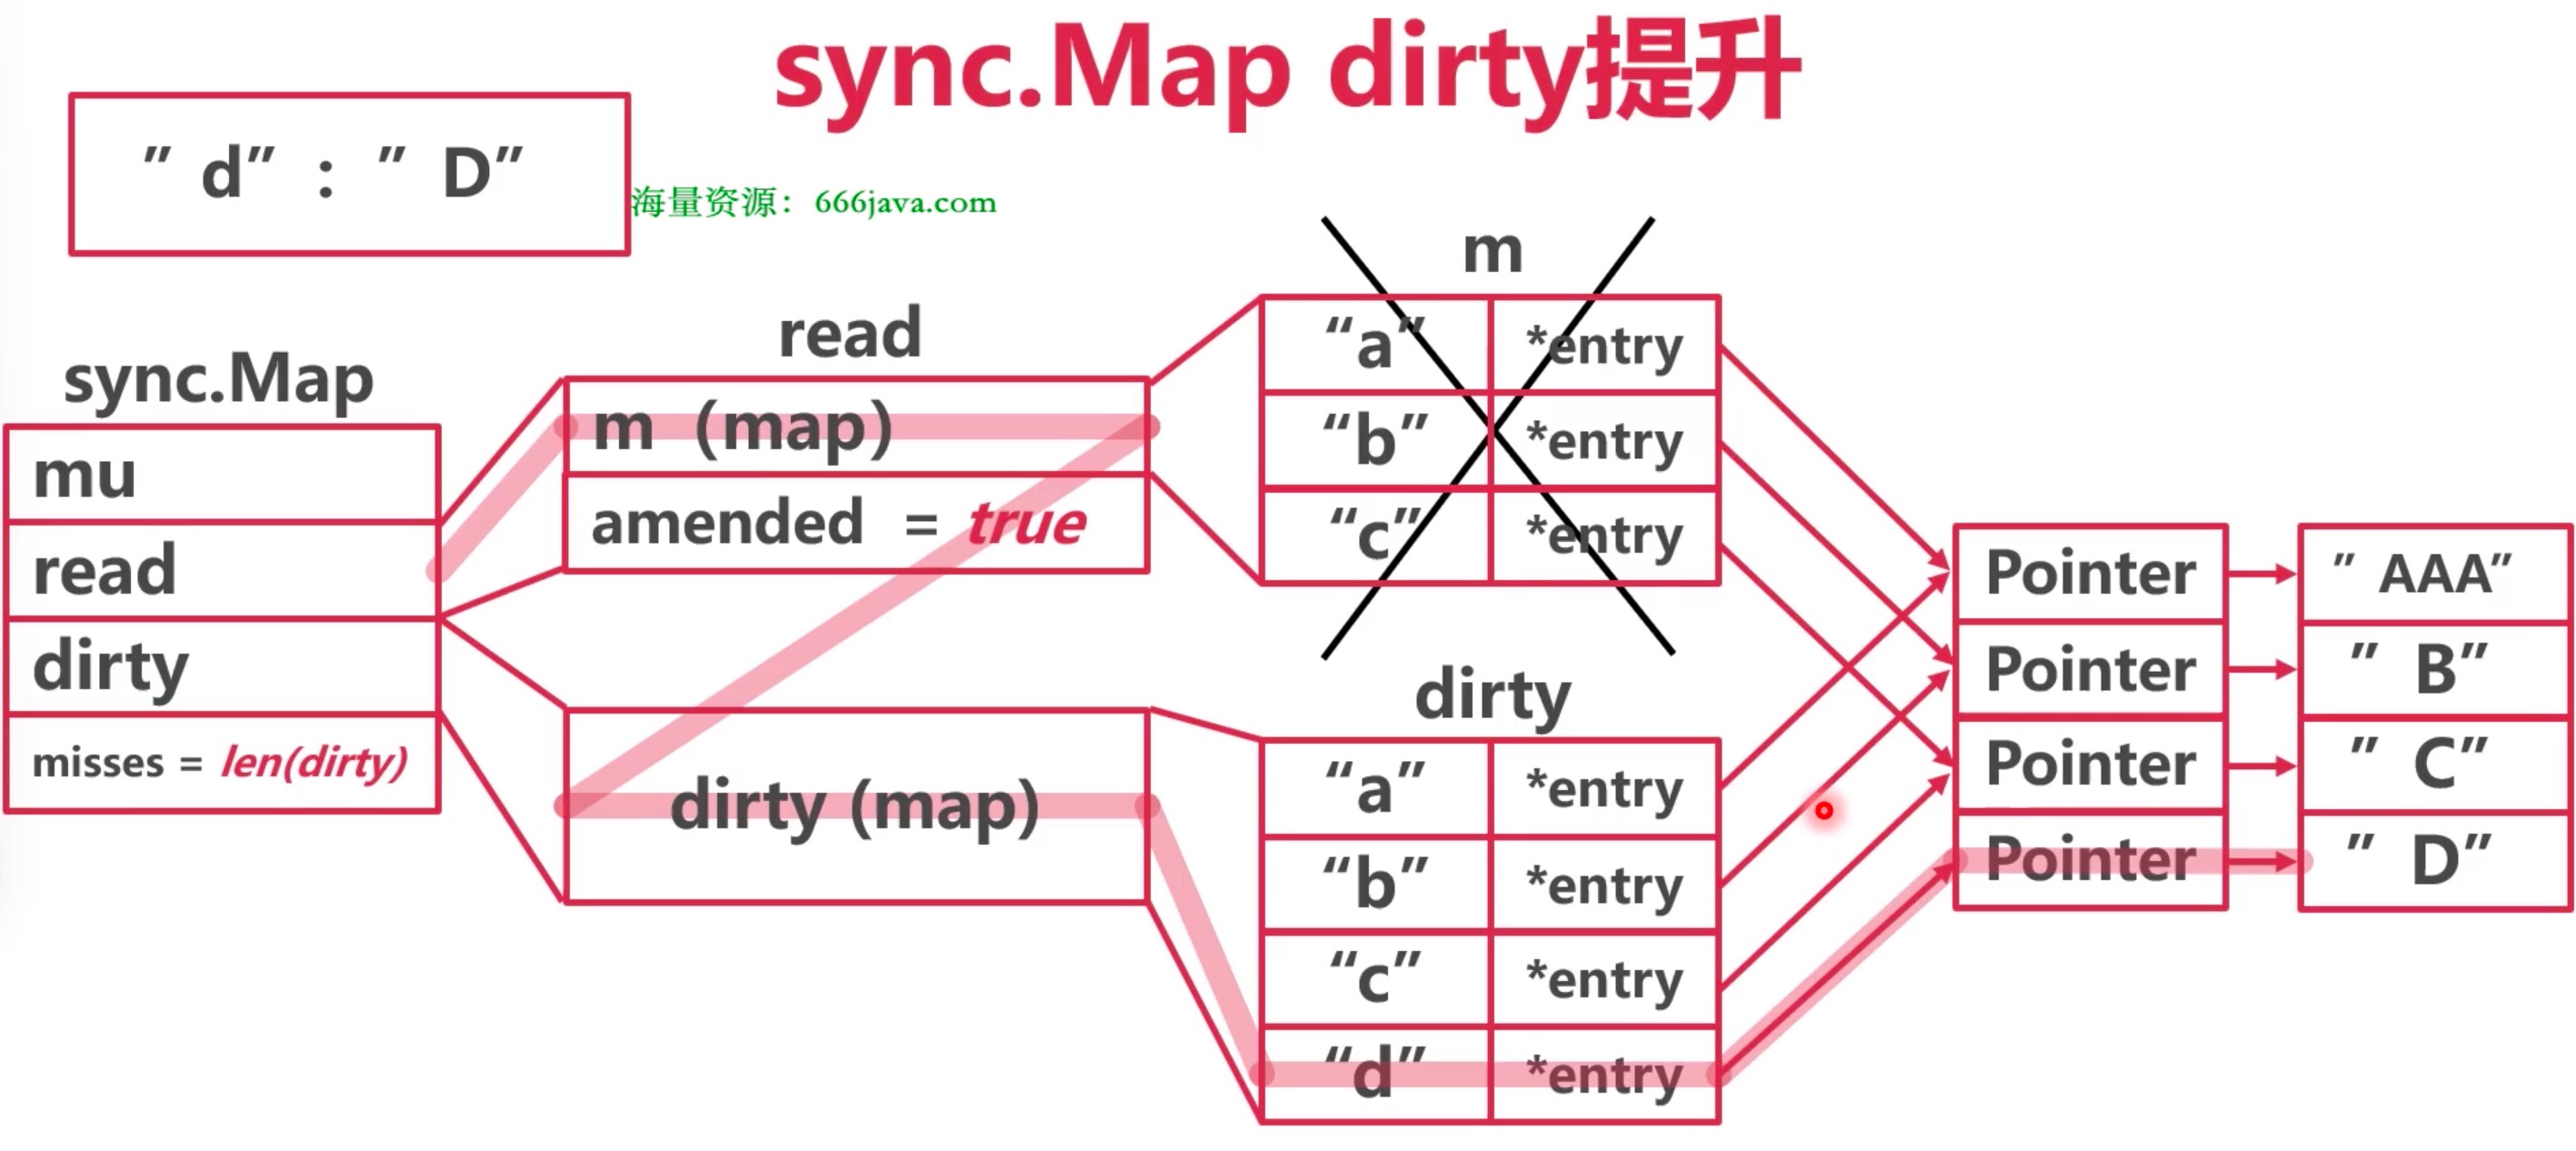 sync.Map dirty提升
”d” : ”D”
海量资源：666java.com
sync.Map
mu
read
dirty
misses = len(dirty)
read
m (map)
amended = true
dirty (map)
m
“a” *entry
“b” *entry
“c” *entry
dirty
“a” *entry
“b” *entry
“c” *entry
“d” *entry
Pointer ”AAA”
Pointer ”B”
Pointer ”C”
Pointer ”D”